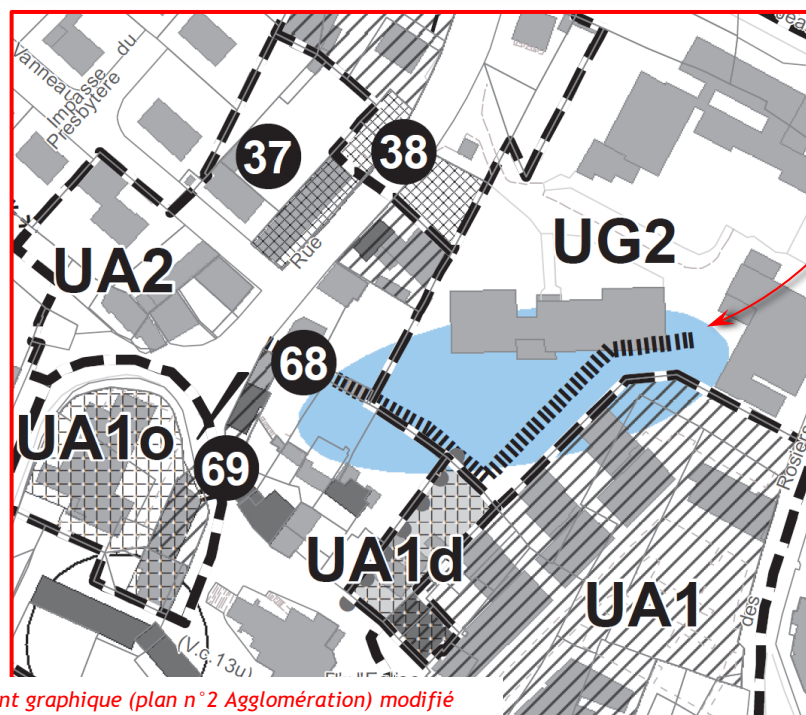 Vanneau
Impasse du
Presbytère
37
38
UG2
Rue
UA2
68
UA1o
69
Rosiers
UA1d
UA1
des
(V.c.13u)
nt graphique (plan n°2 Agglomération) modifié